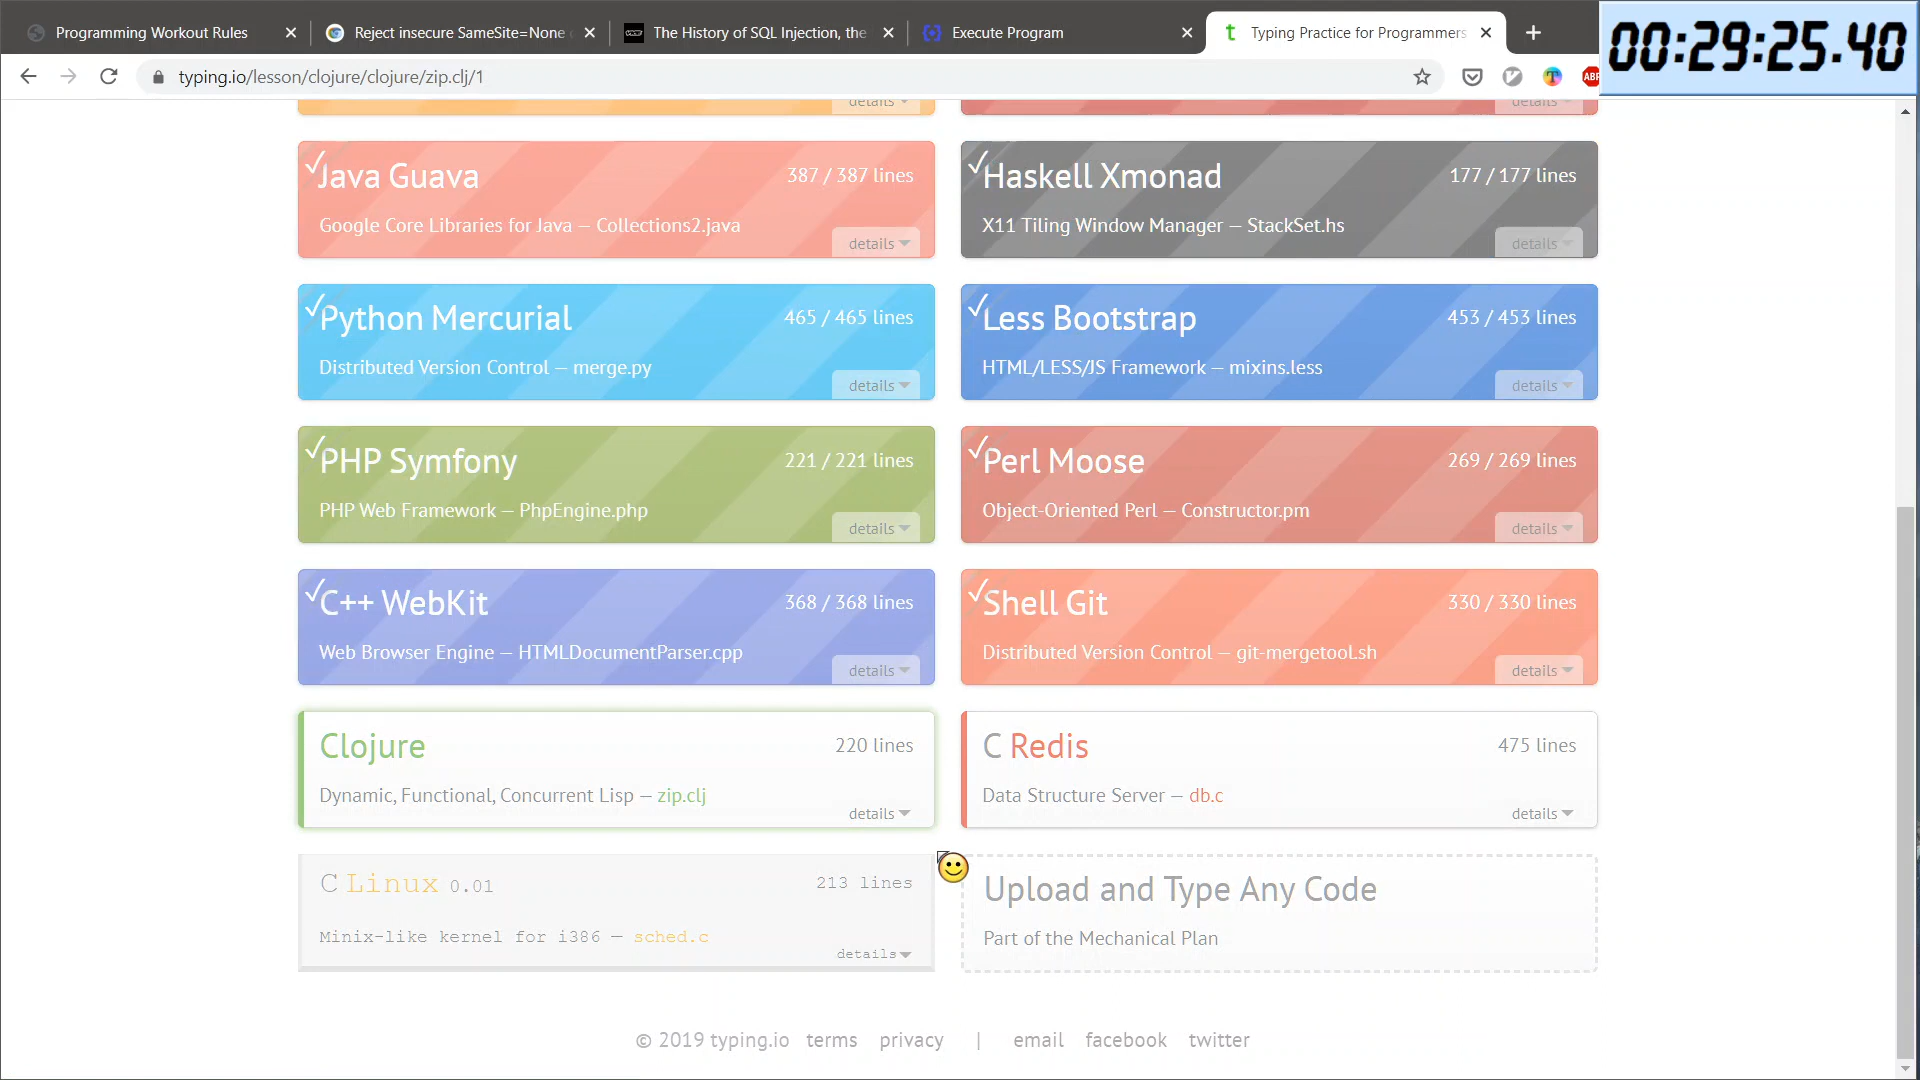 Programming Workout Rules
Reject insecure SameSite=None
The History of SQL Injection, the
Execute Program
Typing Practice for Programmers
00:29:25.40
typing.io/lesson/clojure/clojure/zip.clj/1
ABP
details
details
Java Guava
387 / 387 lines
Google Core Libraries for Java — Collections2.java
details
Haskell Xmonad
177 / 177 lines
X11 Tiling Window Manager — StackSet.hs
details
Python Mercurial
465 / 465 lines
Distributed Version Control — merge.py
details
Less Bootstrap
453 / 453 lines
HTML/LESS/JS Framework — mixins.less
details
PHP Symfony
221 / 221 lines
PHP Web Framework — PhpEngine.php
details
Perl Moose
269 / 269 lines
Object-Oriented Perl — Constructor.pm
details
C++ WebKit
368 / 368 lines
Web Browser Engine — HTMLDocumentParser.cpp
details
Shell Git
330 / 330 lines
Distributed Version Control — git-mergetool.sh
details
Clojure
220 lines
Dynamic, Functional, Concurrent Lisp — zip.clj
details
C Redis
475 lines
Data Structure Server — db.c
details
C Linux 0.01
213 lines
Minix-like kernel for i386 — sched.c
details
Upload and Type Any Code
Part of the Mechanical Plan
© 2019 typing.io terms privacy | email facebook twitter